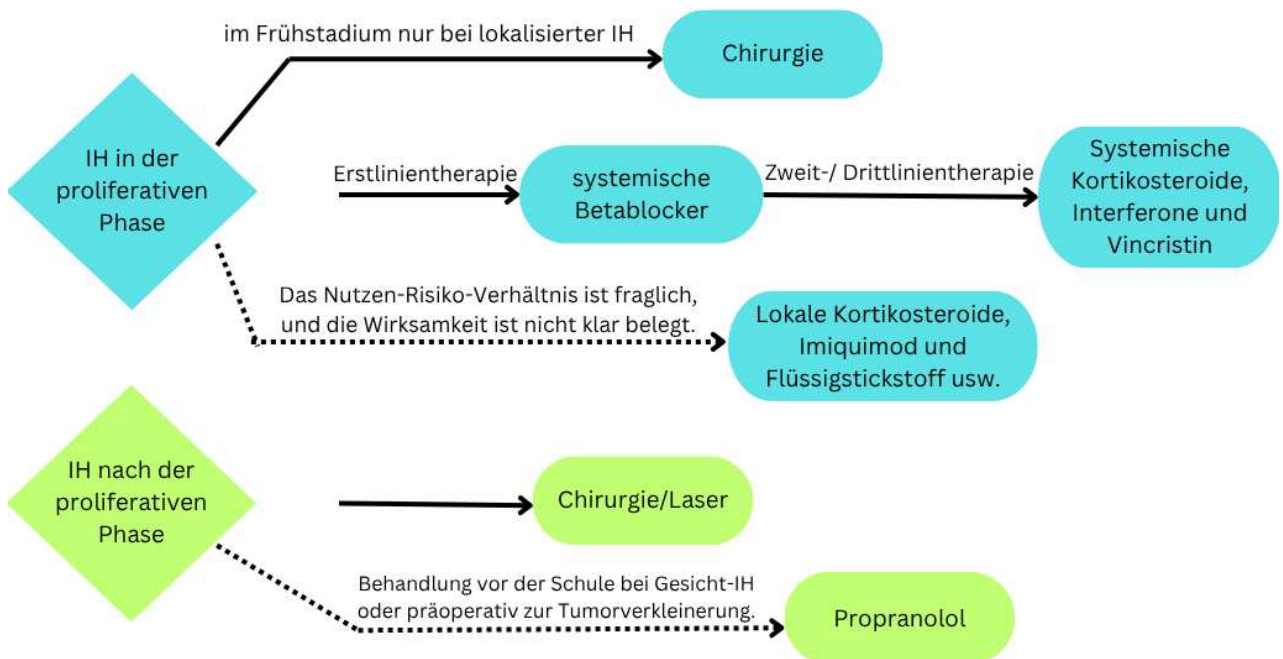 im Frühstadium nur bei lokalisierter IH
Chirurgie
IH in der
proliferativen
Phase
Erstlinientherapie
systemische
Betablocker
Zweit-/ Drittlinientherapie
Systemische
Kortikosteroide,
Interferone und
Vincristin
Das Nutzen-Risiko-Verhältnis ist fraglich,
und die Wirksamkeit ist nicht klar belegt.
Lokale Kortikosteroide,
Imiquimod und
Flüssigstickstoff usw.
IH nach der
proliferativen
Phase
Chirurgie/Laser
Behandlung vor der Schule bei Gesicht-IH
oder präoperativ zur Tumorverkleinerung.
Propranolol